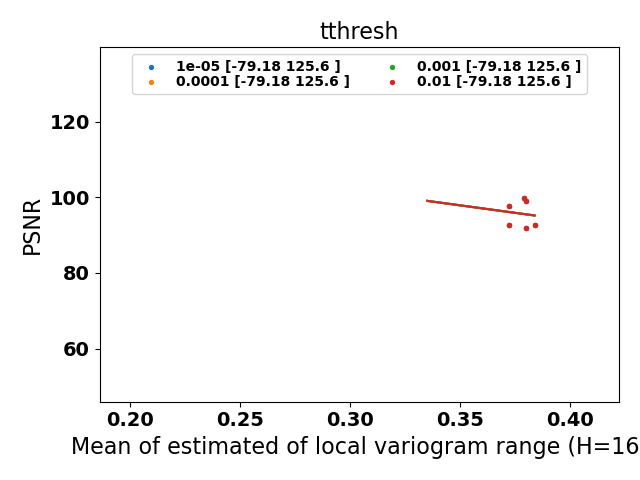 tthresh
1e-05 [-79.18 125.6 ]
0.0001 [-79.18 125.6 ]
0.001 [-79.18 125.6 ]
0.01 [-79.18 125.6 ]
PSNR
120
100
80
60
0.20 0.25 0.30 0.35 0.40
Mean of estimated of local variogram range (H=16